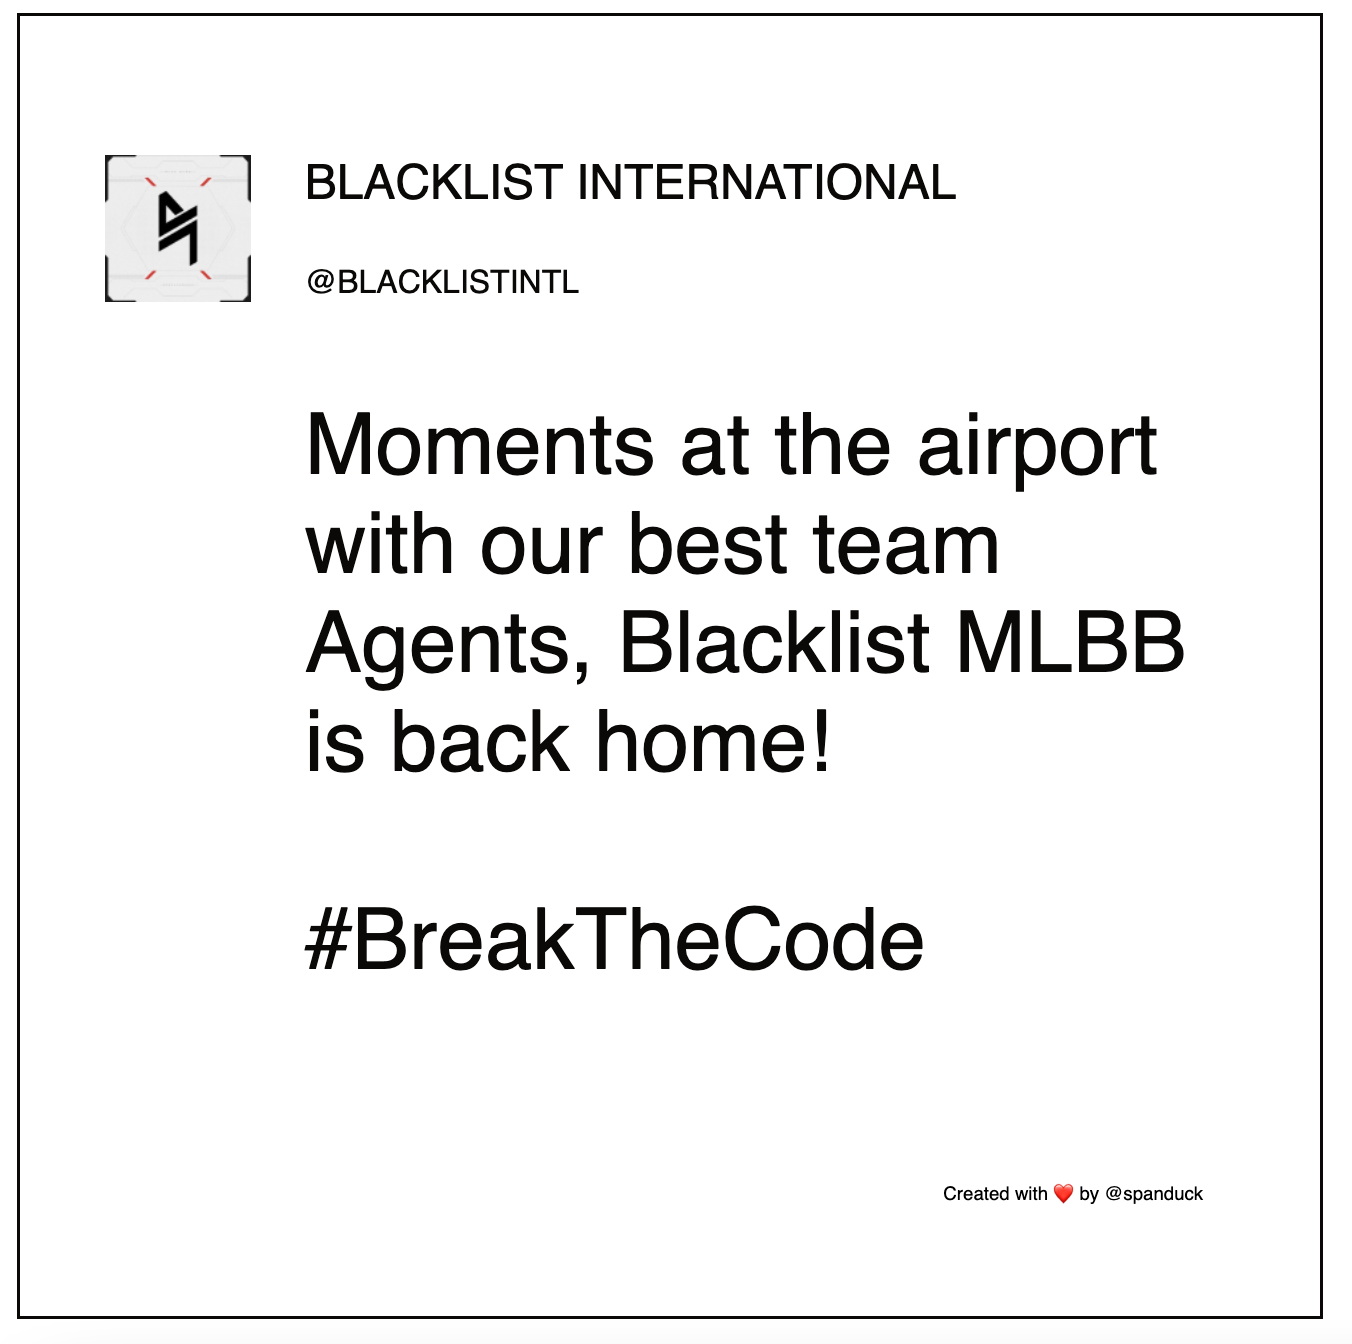 BLACKLIST INTERNATIONAL
@BLACKLISTINTL
Moments at the airport
with our best team
Agents, Blacklist MLBB
is back home!
#BreakTheCode
Created with ❤️ by @spanduck